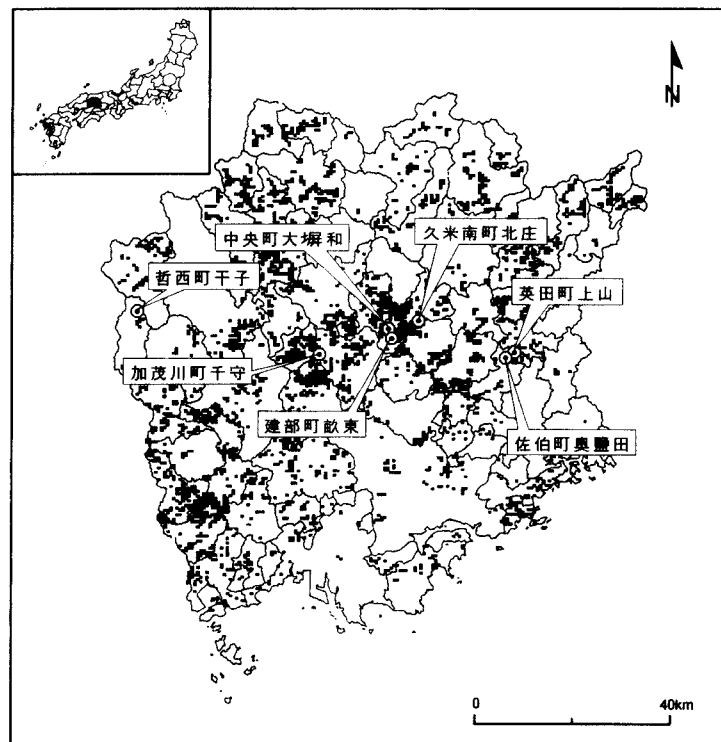 N
中央町大垪和
久米南町北庄
哲西町干子
英田町上山
加茂川町千守
建部町畝東
佐伯町奥鹽田
0 40km